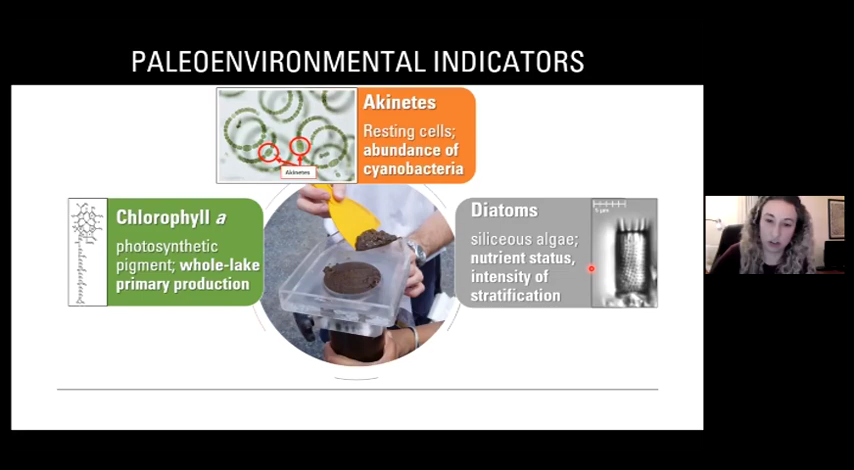 PALEOENVIRONMENTAL INDICATORS
Akinetes
Resting cells;
abundance of
cyanobacteria
Akinetes
Chlorophyll a
photosynthetic
pigment; whole-lake
primary production
Diatoms
siliceous algae;
nutrient status,
intensity of
stratification
5 µm